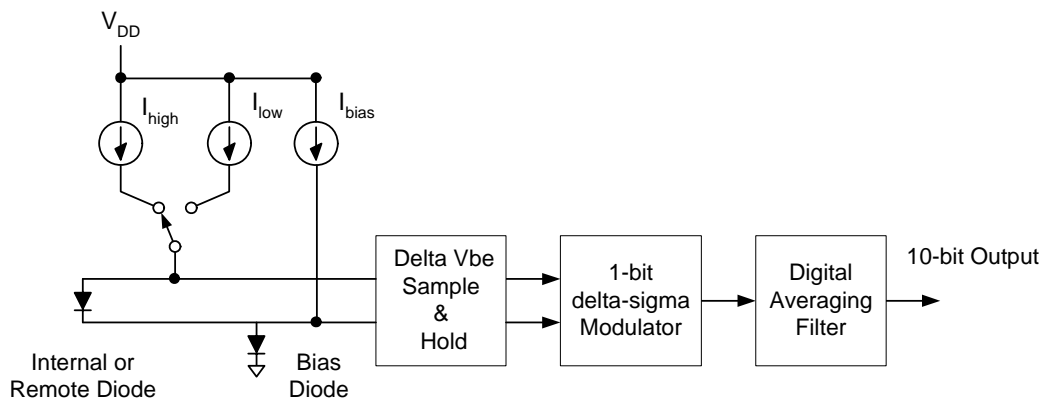 V_DD
I_high
I_low
I_bias
Delta Vbe
Sample
&
Hold
1-bit
delta-sigma
Modulator
Digital
Averaging
Filter
10-bit Output
Internal or
Remote Diode
Bias
Diode